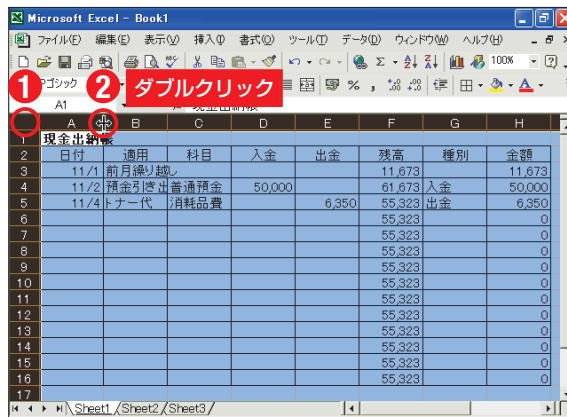 Microsoft Excel - Book1
ファイル(F) 編集(E) 表示(V) 挿入(I) 書式(O) ツール(T) データ(D) ウィンドウ(W) ヘルプ(H)
100%
1 Pゴシック 2 ダブルクリック
A1 現金出納帳
A B C D E F G H
1 現金出納帳
2 日付 適用 科目 入金 出金 残高 種別 金額
3 11/1 前月繰り越し 11,673 11,673
4 11/2 預金引き出 普通預金 50,000 61,673 入金 50,000
5 11/4 トナー代 消耗品費 6,350 55,323 出金 6,350
6 55,323 0
7 55,323 0
8 55,323 0
9 55,323 0
10 55,323 0
11 55,323 0
12 55,323 0
13 55,323 0
14 55,323 0
15 55,323 0
16 55,323 0
17
Sheet1 Sheet2 Sheet3